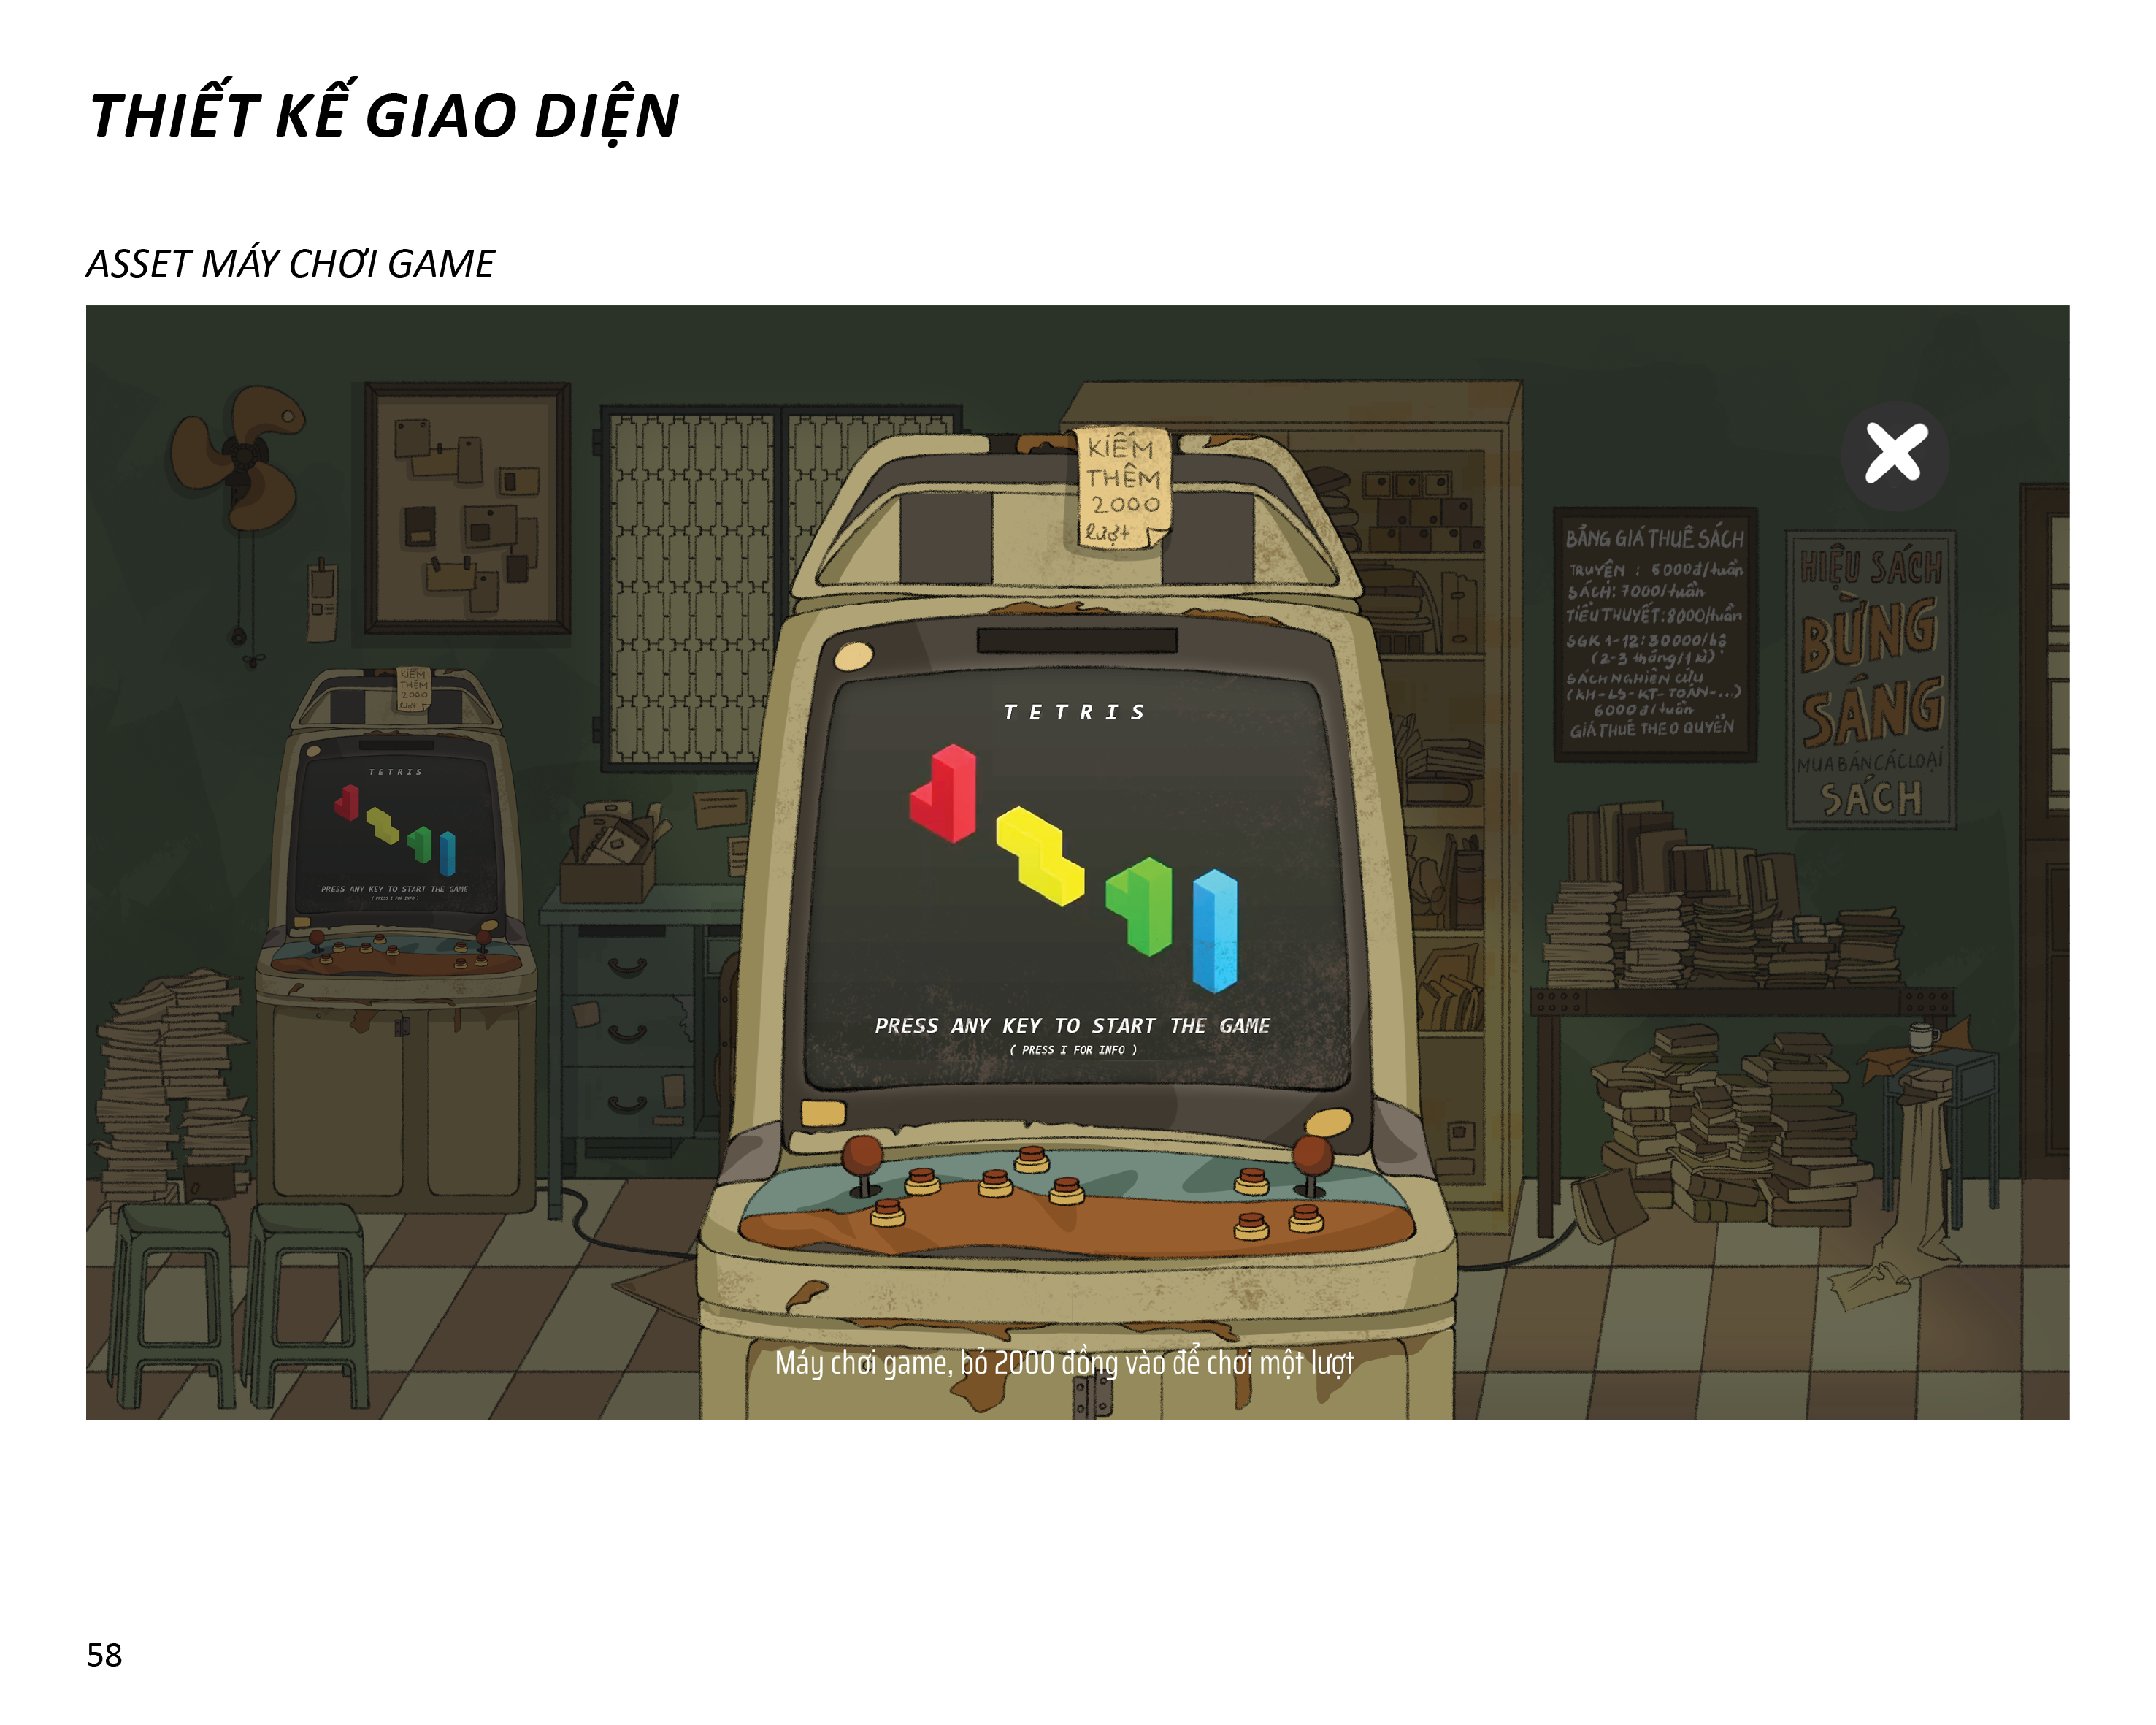 THIẾT KẾ GIAO DIỆN
ASSET MÁY CHƠI GAME
KIẾM
THÊM
2000
lượt
BẢNG GIÁ THUÊ SÁCH
TRUYỆN : 5000đ/tuần
SÁCH: 7000/tuần
TIỂU THUYẾT: 8000/tuần
SGK 1-12: 30000/bộ
(2-3 tháng/1 kì)
SÁCH NGHIÊN CỨU
(KH-LS-KT-TOÁN-...)
6000đ/tuần
GIÁ THUÊ THEO QUYỂN
HIỆU SÁCH
BỪNG
SÁNG
MUA BÁN CÁC LOẠI
SÁCH
TETRIS
PRESS ANY KEY TO START THE GAME
( PRESS I FOR INFO )
KIẾM
THÊM
2000
lượt
TETRIS
PRESS ANY KEY TO START THE GAME
( PRESS I FOR INFO )
Máy chơi game, bỏ 2000 đồng vào để chơi một lượt
58